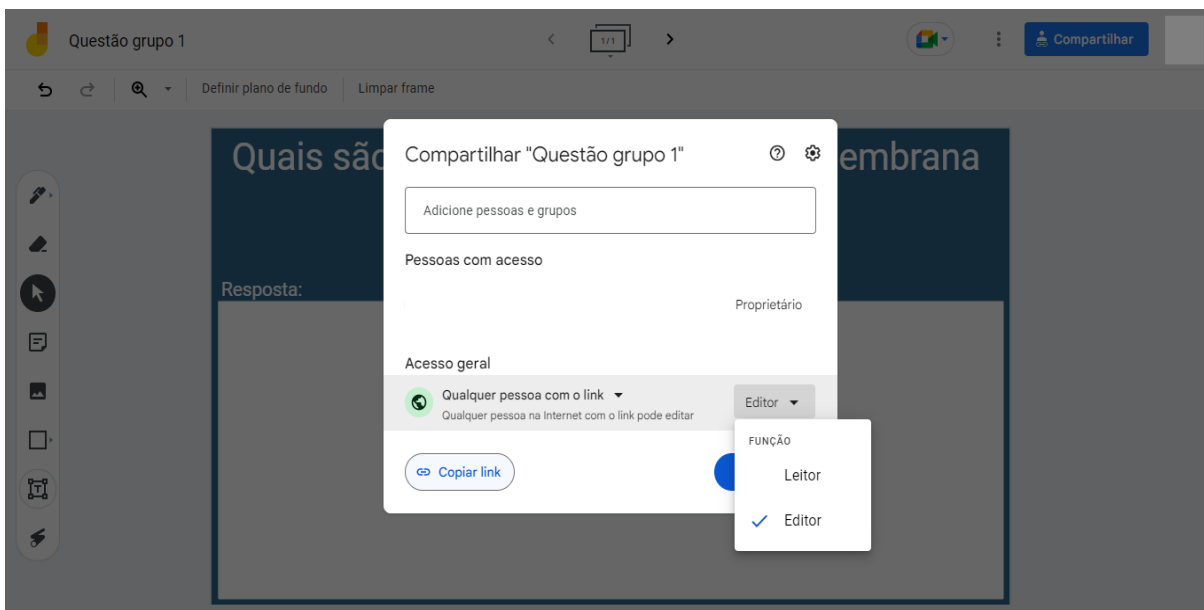 Questão grupo 1
1/1
Compartilhar
Definir plano de fundo
Limpar frame
Quais são
embrana
Resposta:
Compartilhar "Questão grupo 1"
Adicione pessoas e grupos
Pessoas com acesso
Proprietário
Acesso geral
Qualquer pessoa com o link
Editor
Qualquer pessoa na Internet com o link pode editar
Copiar link
FUNÇÃO
Leitor
Editor